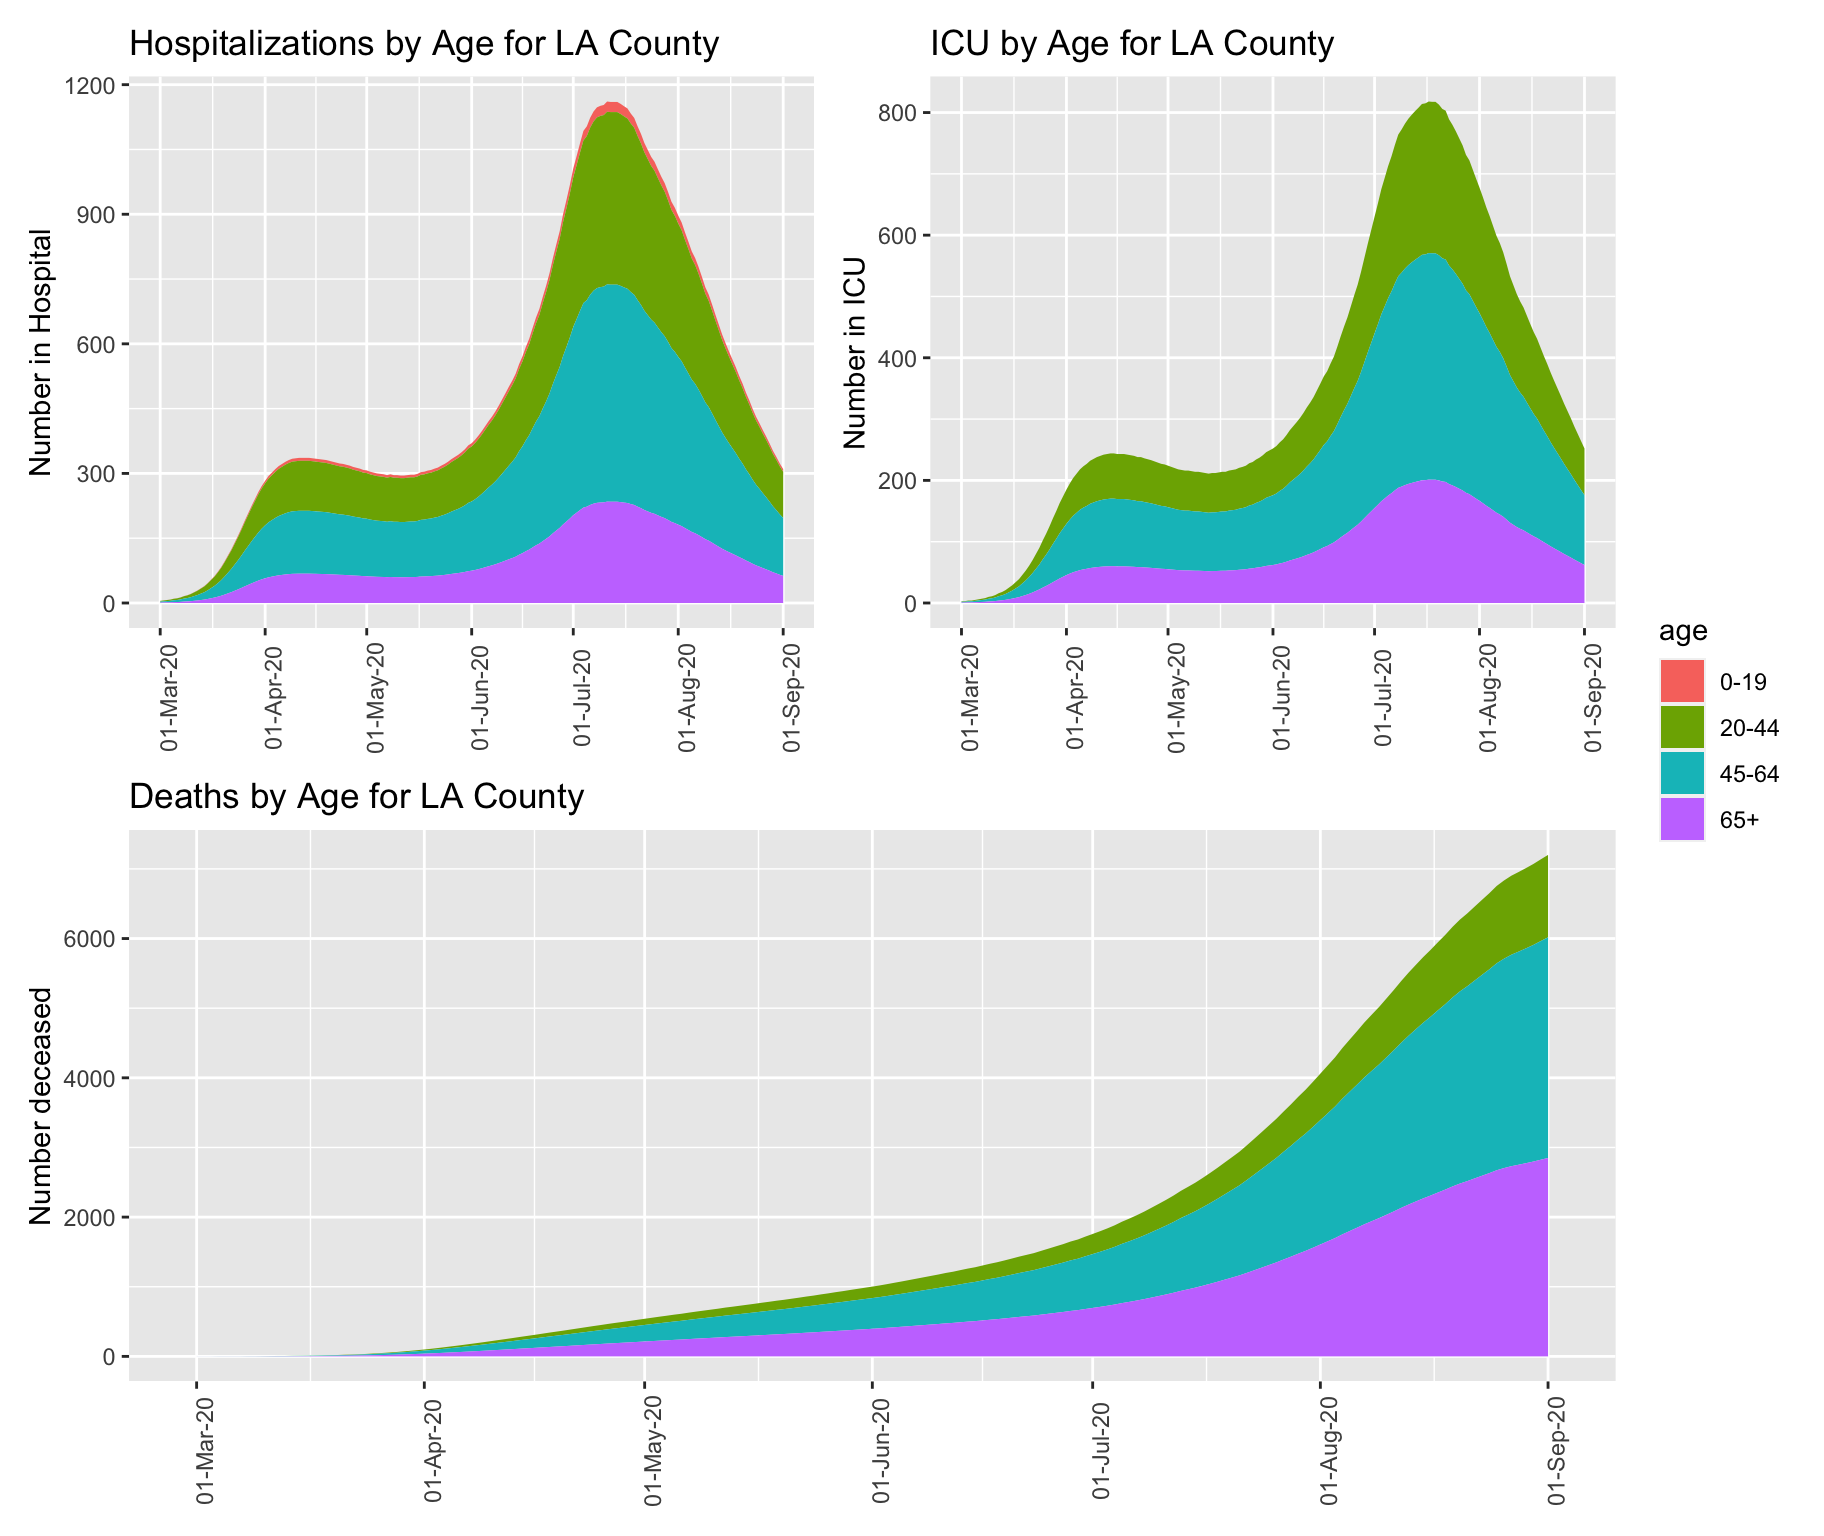 Hospitalizations by Age for LA County
Number in Hospital
1200
900
600
300
0
01-Mar-20
01-Apr-20
01-May-20
01-Jun-20
01-Jul-20
01-Aug-20
01-Sep-20
ICU by Age for LA County
Number in ICU
800
600
400
200
0
01-Mar-20
01-Apr-20
01-May-20
01-Jun-20
01-Jul-20
01-Aug-20
01-Sep-20
Deaths by Age for LA County
Number deceased
6000
4000
2000
0
01-Mar-20
01-Apr-20
01-May-20
01-Jun-20
01-Jul-20
01-Aug-20
01-Sep-20
age
0-19
20-44
45-64
65+